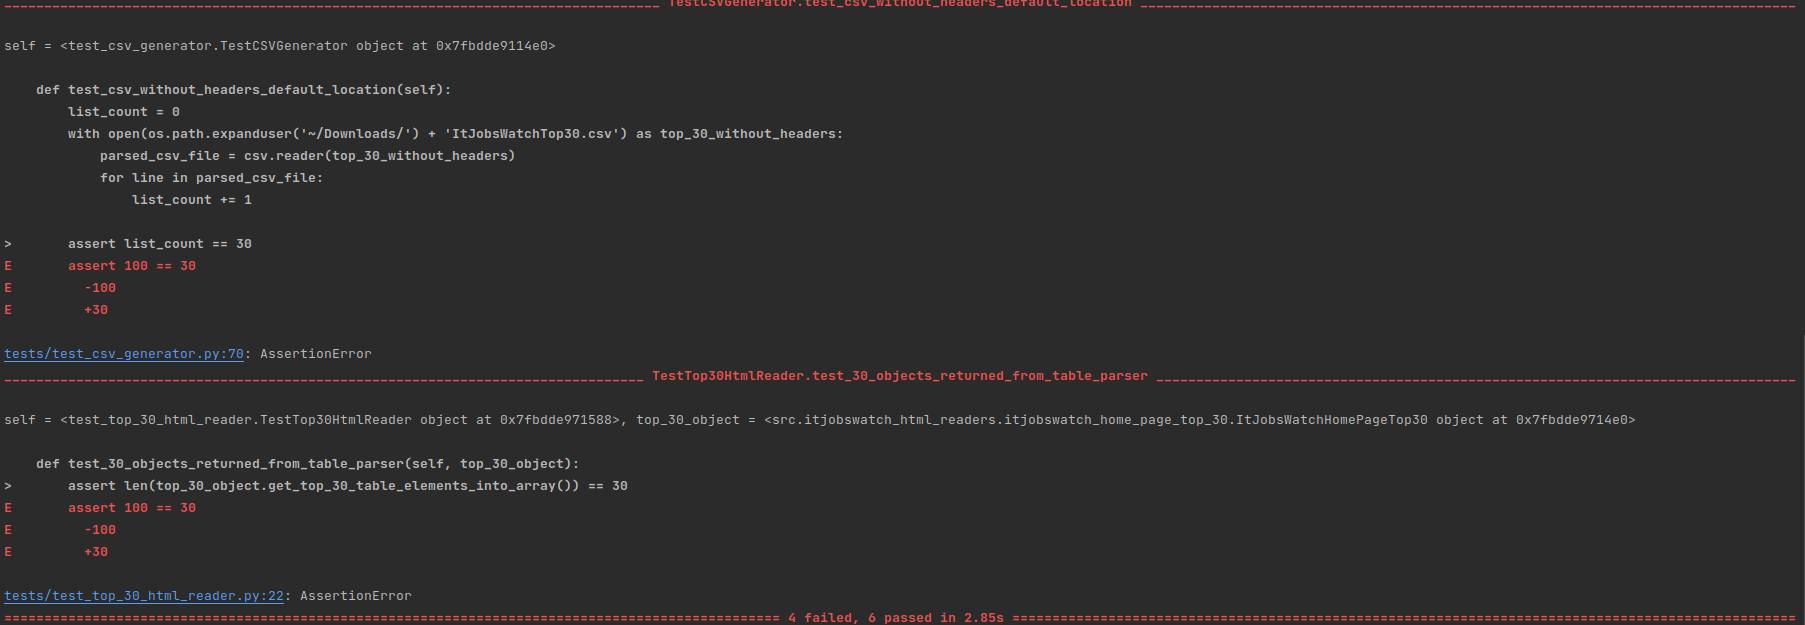 ________________________________________________________________________________ TestCSVGenerator.test_csv_without_headers_default_location ________________________________________________________________________________
self = <test_csv_generator.TestCSVGenerator object at 0x7fbdde9114e0>
    def test_csv_without_headers_default_location(self):
        list_count = 0
        with open(os.path.expanduser('~/Downloads/') + 'ItJobsWatchTop30.csv') as top_30_without_headers:
            parsed_csv_file = csv.reader(top_30_without_headers)
            for line in parsed_csv_file:
                list_count += 1
>       assert list_count == 30
E       assert 100 == 30
E         -100
E         +30
tests/test_csv_generator.py:70: AssertionError
________________________________________________________________________________ TestTop30HtmlReader.test_30_objects_returned_from_table_parser ________________________________________________________________________________
self = <test_top_30_html_reader.TestTop30HtmlReader object at 0x7fbdde971588>, top_30_object = <src.itjobswatch_html_readers.itjobswatch_home_page_top_30.ItJobsWatchHomePageTop30 object at 0x7fbdde9714e0>
    def test_30_objects_returned_from_table_parser(self, top_30_object):
>       assert len(top_30_object.get_top_30_table_elements_into_array()) == 30
E       assert 100 == 30
E         -100
E         +30
tests/test_top_30_html_reader.py:22: AssertionError
================================================================================================= 4 failed, 6 passed in 2.85s ==================================================================================================